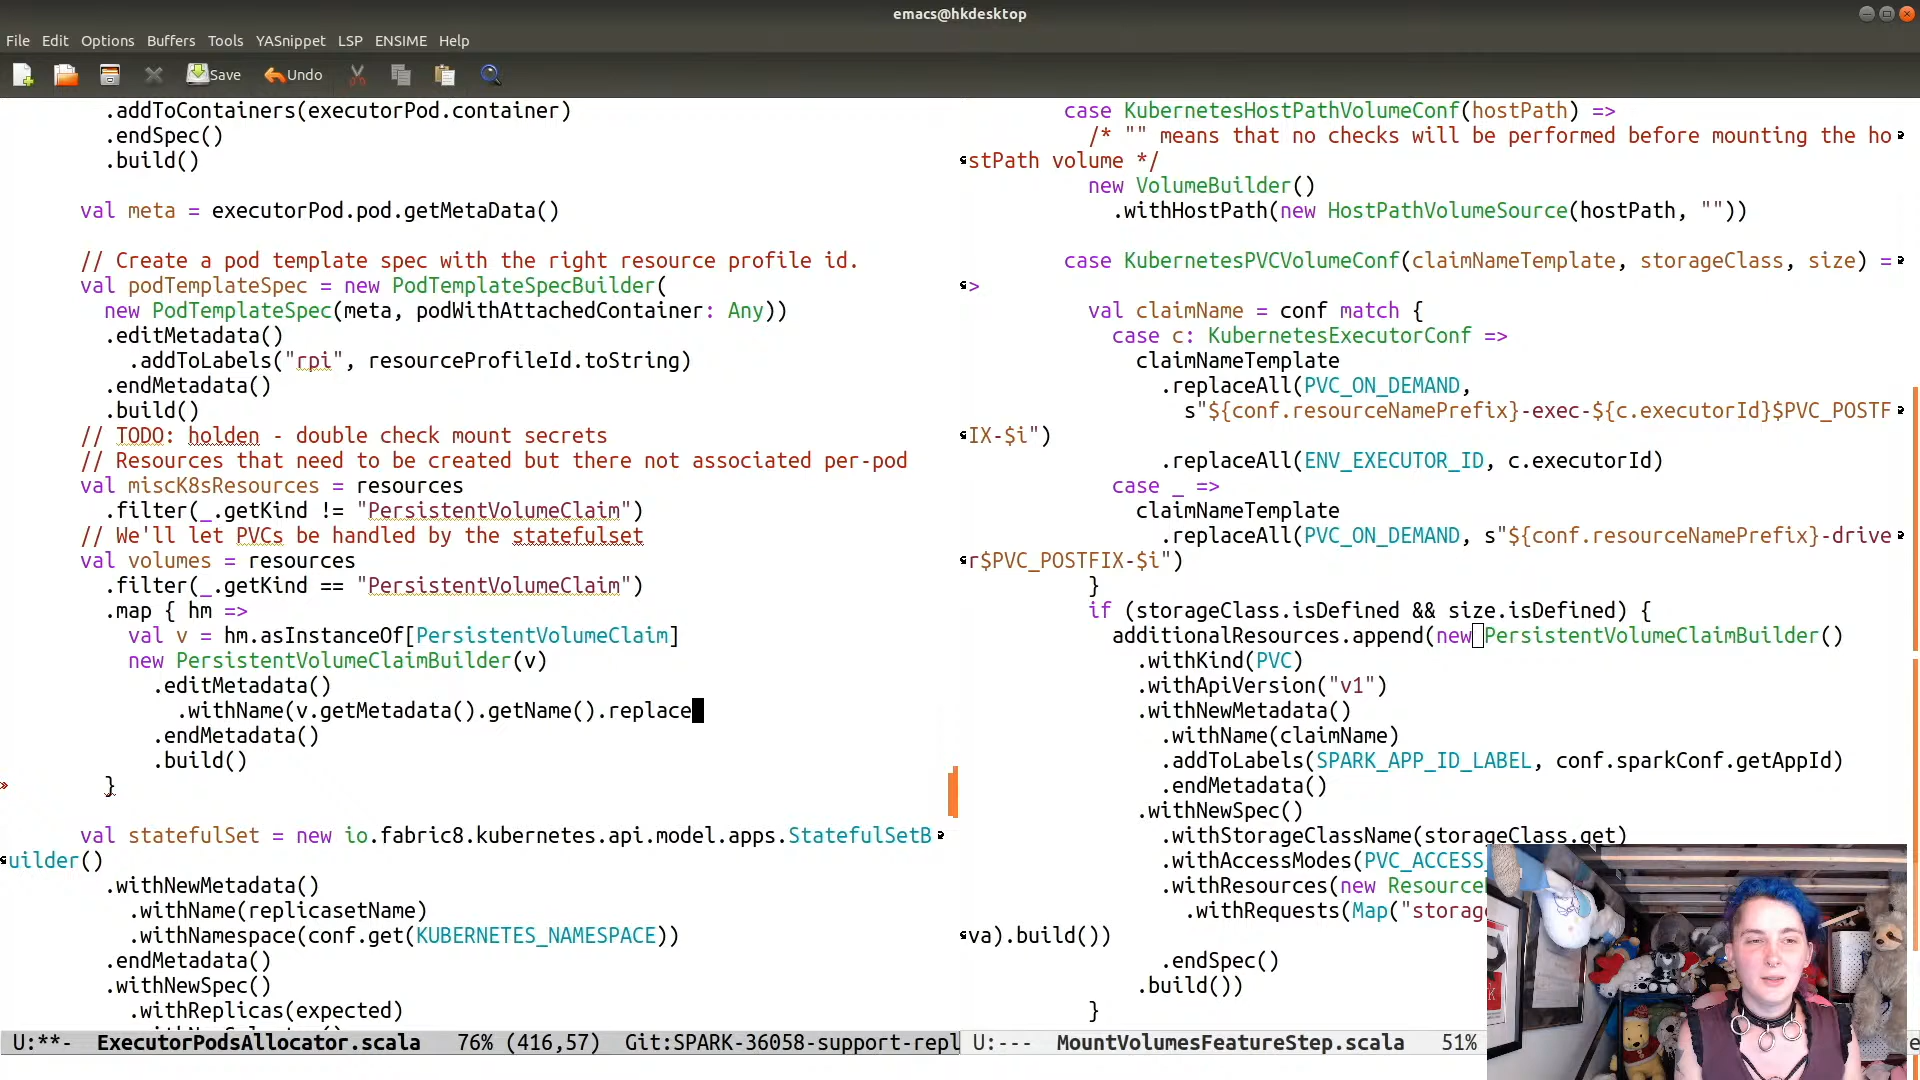 emacs@hkdesktop
File Edit Options Buffers Tools YASnippet LSP ENSIME Help
Save Undo
.addToContainers(executorPod.container)
.endSpec()
.build()
val meta = executorPod.pod.getMetaData()
// Create a pod template spec with the right resource profile id.
val podTemplateSpec = new PodTemplateSpecBuilder(
new PodTemplateSpec(meta, podWithAttachedContainer: Any))
.editMetadata()
.addToLabels("rpi", resourceProfileId.toString)
.endMetadata()
.build()
// TODO: holden - double check mount secrets
// Resources that need to be created but there not associated per-pod
val miscK8sResources = resources
.filter(_.getKind != "PersistentVolumeClaim")
// We'll let PVCs be handled by the statefulset
val volumes = resources
.filter(_.getKind == "PersistentVolumeClaim")
.map { hm =>
val v = hm.asInstanceOf[PersistentVolumeClaim]
new PersistentVolumeClaimBuilder(v)
.editMetadata()
.withName(v.getMetadata().getName().replace
.endMetadata()
.build()
}
val statefulSet = new io.fabric8.kubernetes.api.model.apps.StatefulSetB
uilder()
.withNewMetadata()
.withName(replicasetName)
.withNamespace(conf.get(KUBERNETES_NAMESPACE))
.endMetadata()
.withNewSpec()
.withReplicas(expected)
U:**- ExecutorPodsAllocator.scala 76% (416,57) Git:SPARK-36058-support-repl
case KubernetesHostPathVolumeConf(hostPath) =>
/* "" means that no checks will be performed before mounting the ho
stPath volume */
new VolumeBuilder()
.withHostPath(new HostPathVolumeSource(hostPath, ""))
case KubernetesPVCVolumeConf(claimNameTemplate, storageClass, size) =
>
val claimName = conf match {
case c: KubernetesExecutorConf =>
claimNameTemplate
.replaceAll(PVC_ON_DEMAND,
s"${conf.resourceNamePrefix}-exec-${c.executorId}$PVC_POSTF
IX-$i")
.replaceAll(ENV_EXECUTOR_ID, c.executorId)
case _ =>
claimNameTemplate
.replaceAll(PVC_ON_DEMAND, s"${conf.resourceNamePrefix}-drive
r$PVC_POSTFIX-$i")
}
if (storageClass.isDefined && size.isDefined) {
additionalResources.append(new PersistentVolumeClaimBuilder()
.withKind(PVC)
.withApiVersion("v1")
.withNewMetadata()
.withName(claimName)
.addToLabels(SPARK_APP_ID_LABEL, conf.sparkConf.getAppId)
.endMetadata()
.withNewSpec()
.withStorageClassName(storageClass.get)
.withAccessModes(PVC_ACCESS_
.withResources(new Resource
.withRequests(Map("storag
va).build())
.endSpec()
.build())
}
U:--- MountVolumesFeatureStep.scala 51%